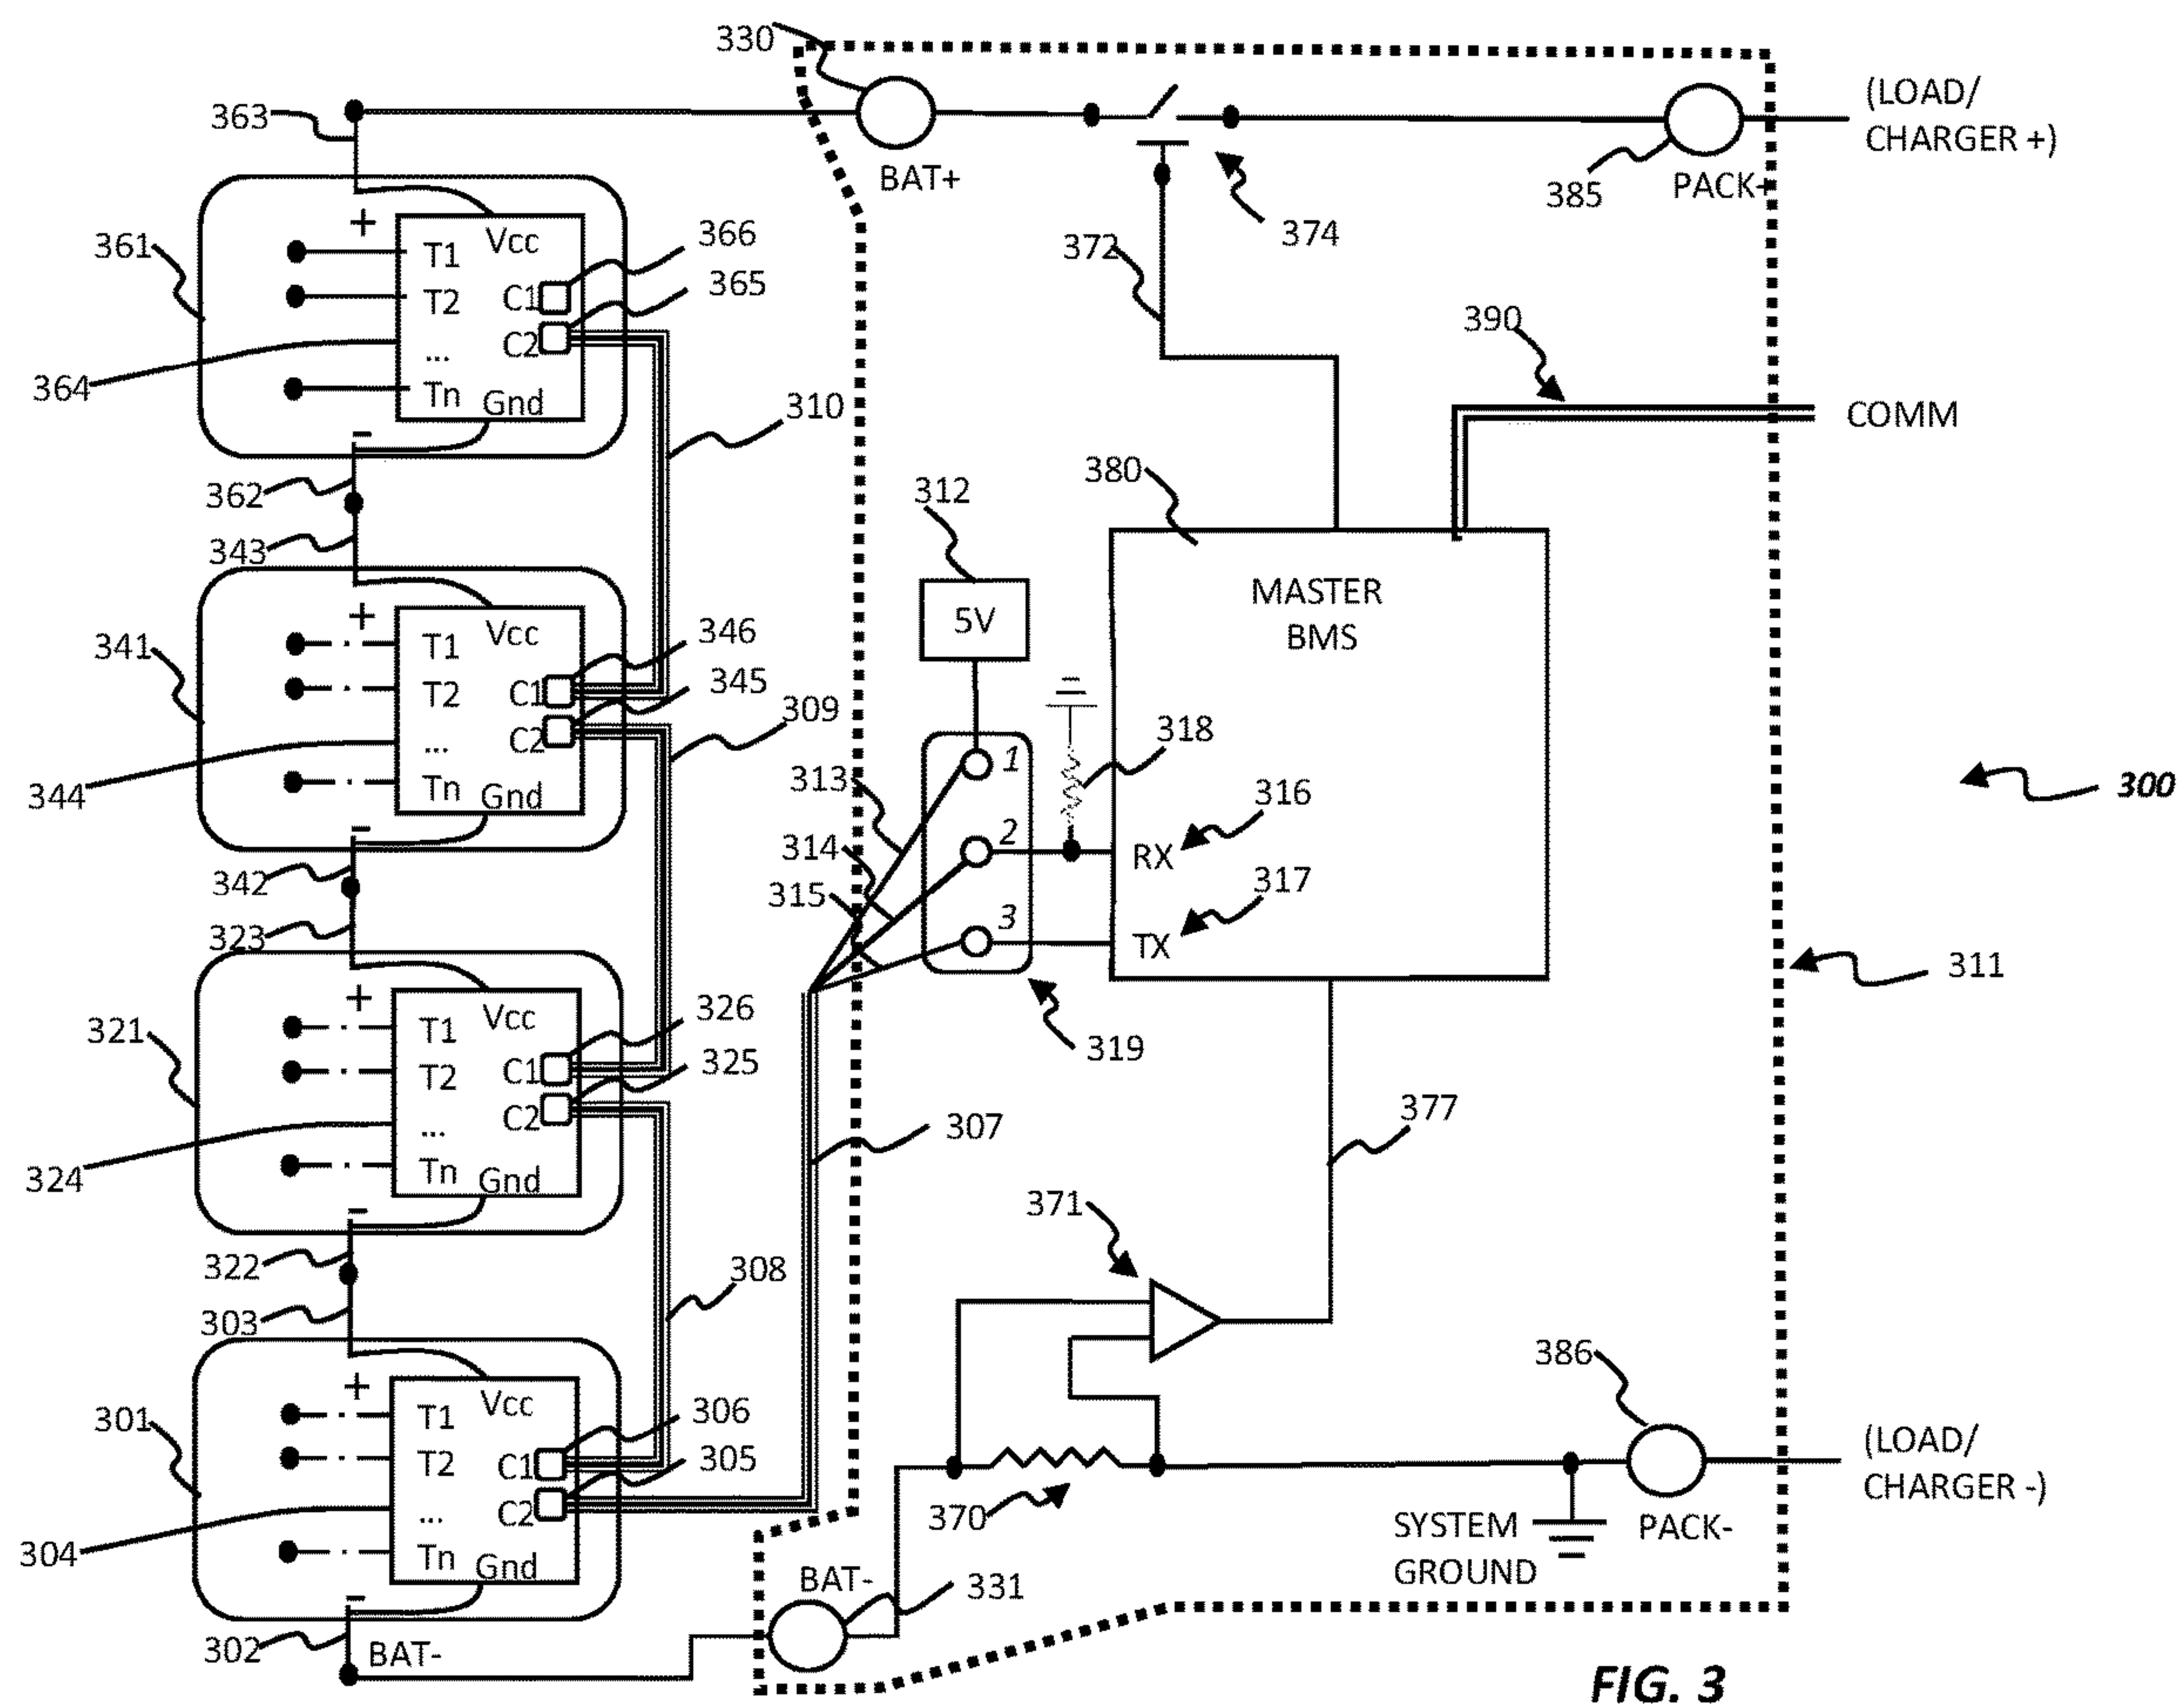 330
363
BAT+
(LOAD/
CHARGER +)
385
PACK+
374
372
361
+
Vcc
T1
T2
...
Tn
Gnd
C1
C2
366
365
364
-
310
390
COMM
362
343
380
312
5V
MASTER
BMS
341
+
Vcc
T1
T2
...
Tn
Gnd
C1
C2
346
345
344
-
309
313
314
315
1
2
3
318
RX
316
TX
317
319
300
311
342
323
321
+
Vcc
T1
T2
...
Tn
Gnd
C1
C2
326
325
324
-
307
377
371
322
303
308
386
301
+
Vcc
T1
T2
...
Tn
Gnd
C1
C2
306
305
304
-
370
SYSTEM
GROUND
PACK-
(LOAD/
CHARGER -)
BAT-
331
302
BAT-
FIG. 3